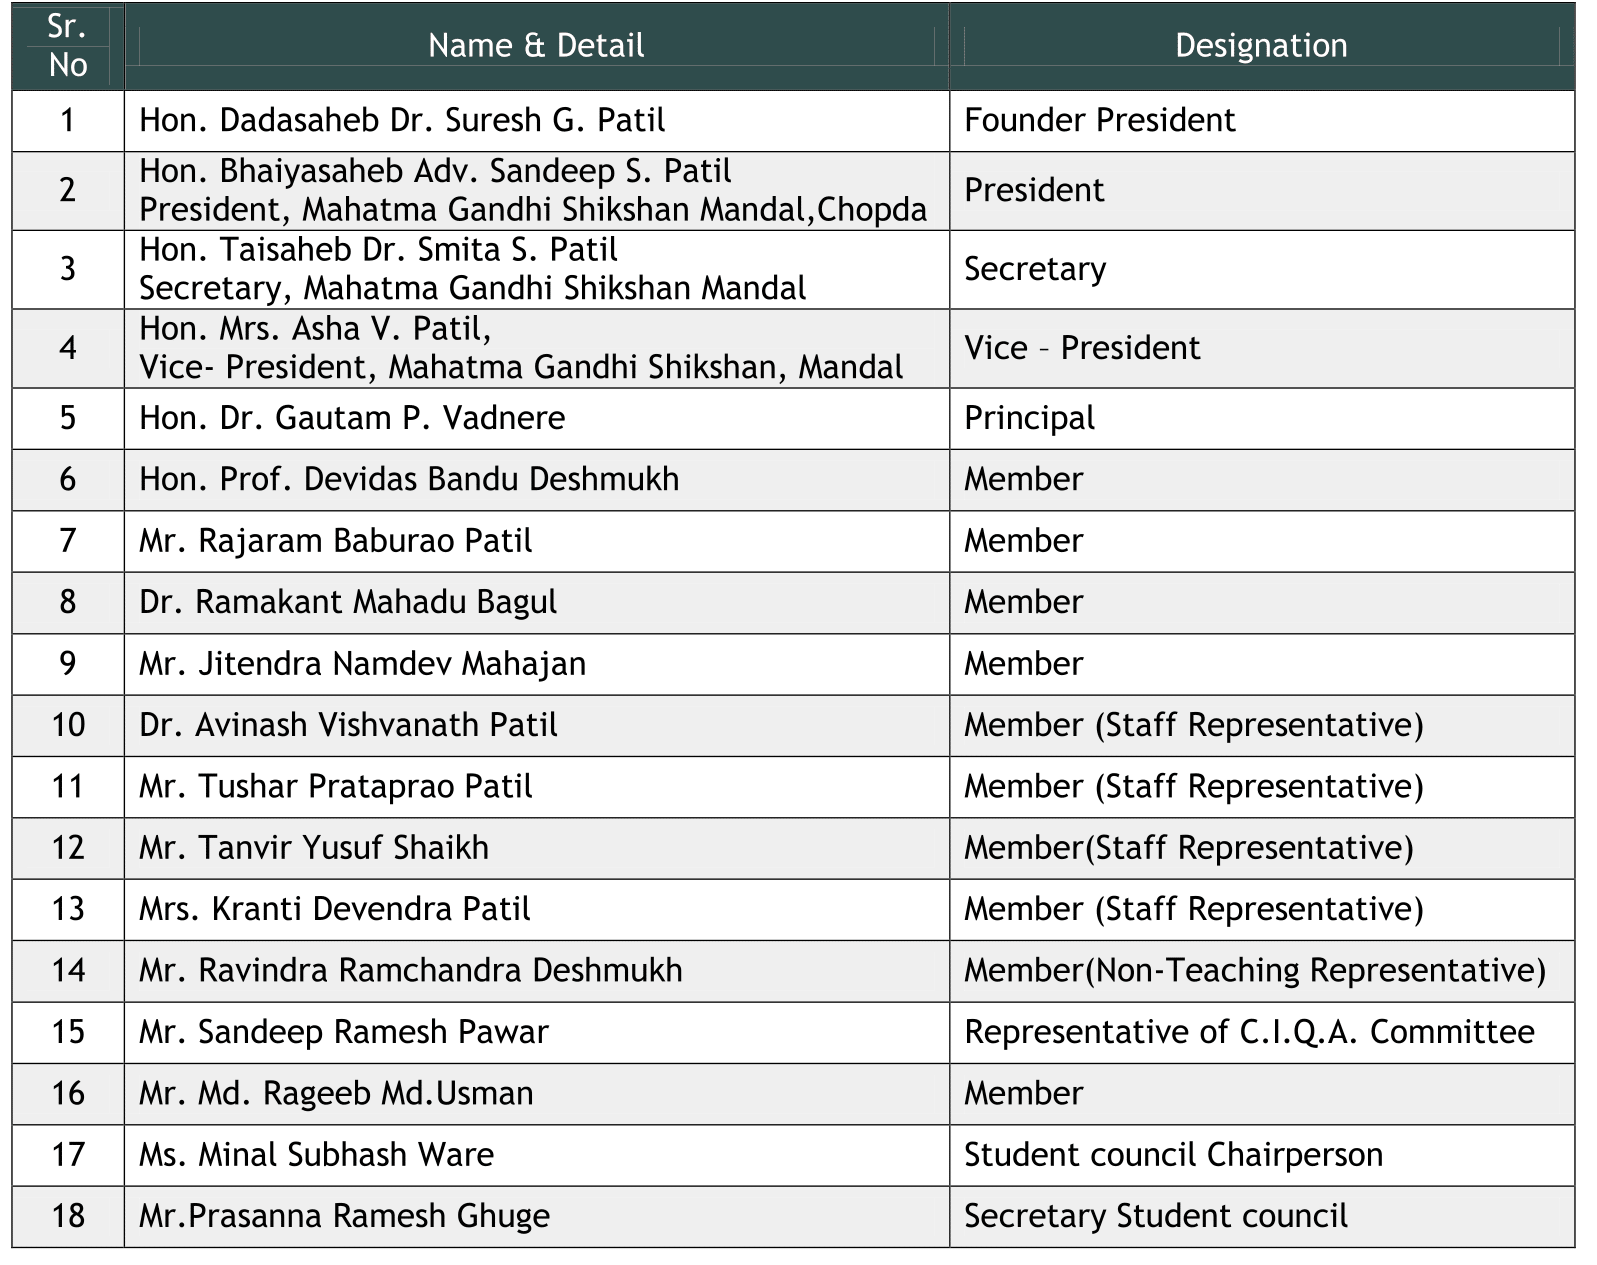 Sr.
No
Name & Detail
Designation
1
Hon. Dadasaheb Dr. Suresh G. Patil
Founder President
2
Hon. Bhaiyasaheb Adv. Sandeep S. Patil
President, Mahatma Gandhi Shikshan Mandal,Chopda
President
3
Hon. Taisaheb Dr. Smita S. Patil
Secretary, Mahatma Gandhi Shikshan Mandal
Secretary
4
Hon. Mrs. Asha V. Patil,
Vice- President, Mahatma Gandhi Shikshan, Mandal
Vice – President
5
Hon. Dr. Gautam P. Vadnere
Principal
6
Hon. Prof. Devidas Bandu Deshmukh
Member
7
Mr. Rajaram Baburao Patil
Member
8
Dr. Ramakant Mahadu Bagul
Member
9
Mr. Jitendra Namdev Mahajan
Member
10
Dr. Avinash Vishvanath Patil
Member (Staff Representative)
11
Mr. Tushar Prataprao Patil
Member (Staff Representative)
12
Mr. Tanvir Yusuf Shaikh
Member(Staff Representative)
13
Mrs. Kranti Devendra Patil
Member (Staff Representative)
14
Mr. Ravindra Ramchandra Deshmukh
Member(Non-Teaching Representative)
15
Mr. Sandeep Ramesh Pawar
Representative of C.I.Q.A. Committee
16
Mr. Md. Rageeb Md.Usman
Member
17
Ms. Minal Subhash Ware
Student council Chairperson
18
Mr.Prasanna Ramesh Ghuge
Secretary Student council